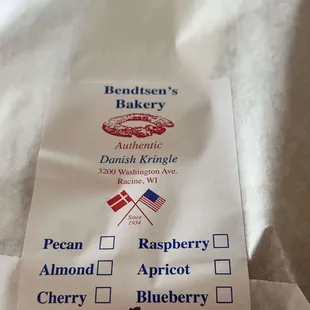 Bendtsen's
Bakery
Authentic
Danish Kringle
3200 Washington Ave.
Racine, WI
Since
1934
Pecan Raspberry
Almond Apricot
Cherry Blueberry